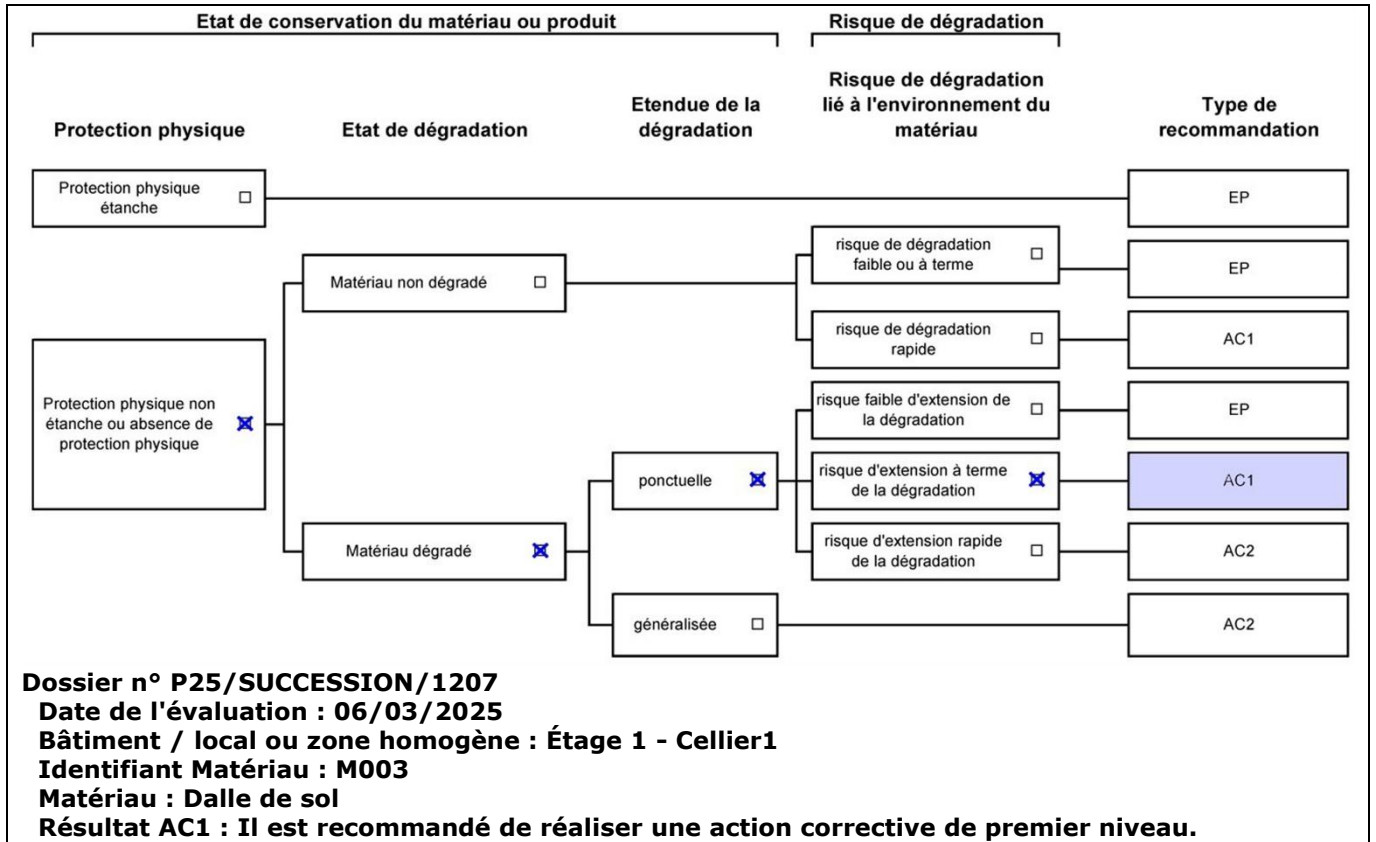 Etat de conservation du matériau ou produit
Risque de dégradation
Protection physique
Etat de dégradation
Etendue de la
dégradation
Risque de dégradation
lié à l'environnement du
matériau
Type de
recommandation
Protection physique
étanche
EP
risque de dégradation
faible ou à terme
EP
Matériau non dégradé
risque de dégradation
rapide
AC1
Protection physique non
étanche ou absence de
protection physique
risque faible d'extension de
la dégradation
EP
ponctuelle
risque d'extension à terme
de la dégradation
AC1
Matériau dégradé
risque d'extension rapide
de la dégradation
AC2
généralisée
AC2
Dossier n° P25/SUCCESSION/1207
Date de l'évaluation : 06/03/2025
Bâtiment / local ou zone homogène : Étage 1 - Cellier1
Identifiant Matériau : M003
Matériau : Dalle de sol
Résultat AC1 : Il est recommandé de réaliser une action corrective de premier niveau.